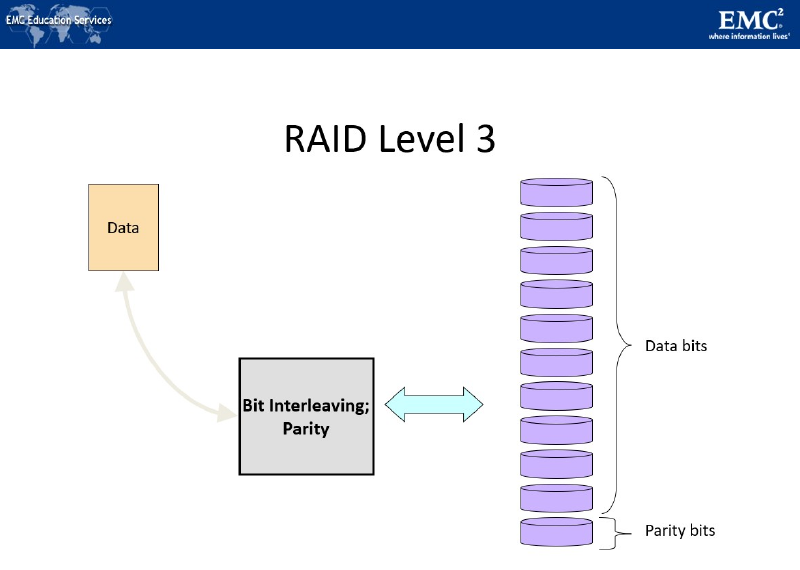 EMC Education Services
EMC²
where information lives®
RAID Level 3
Data
Bit Interleaving;
Parity
Data bits
Parity bits